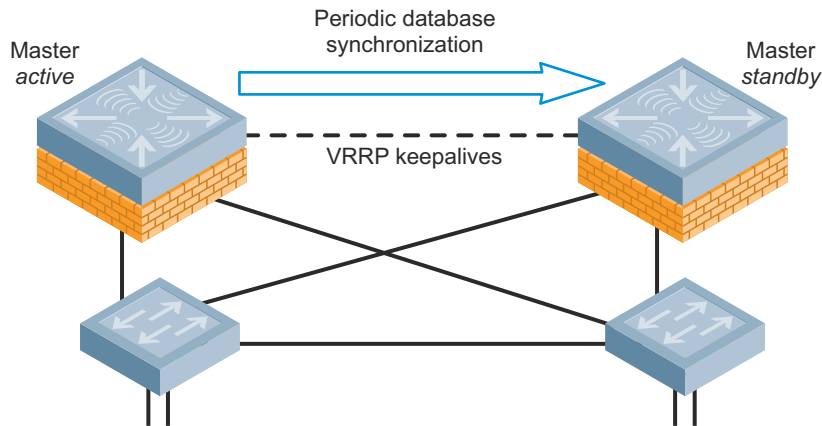 Periodic database
synchronization
Master
active
Master
standby
VRRP keepalives